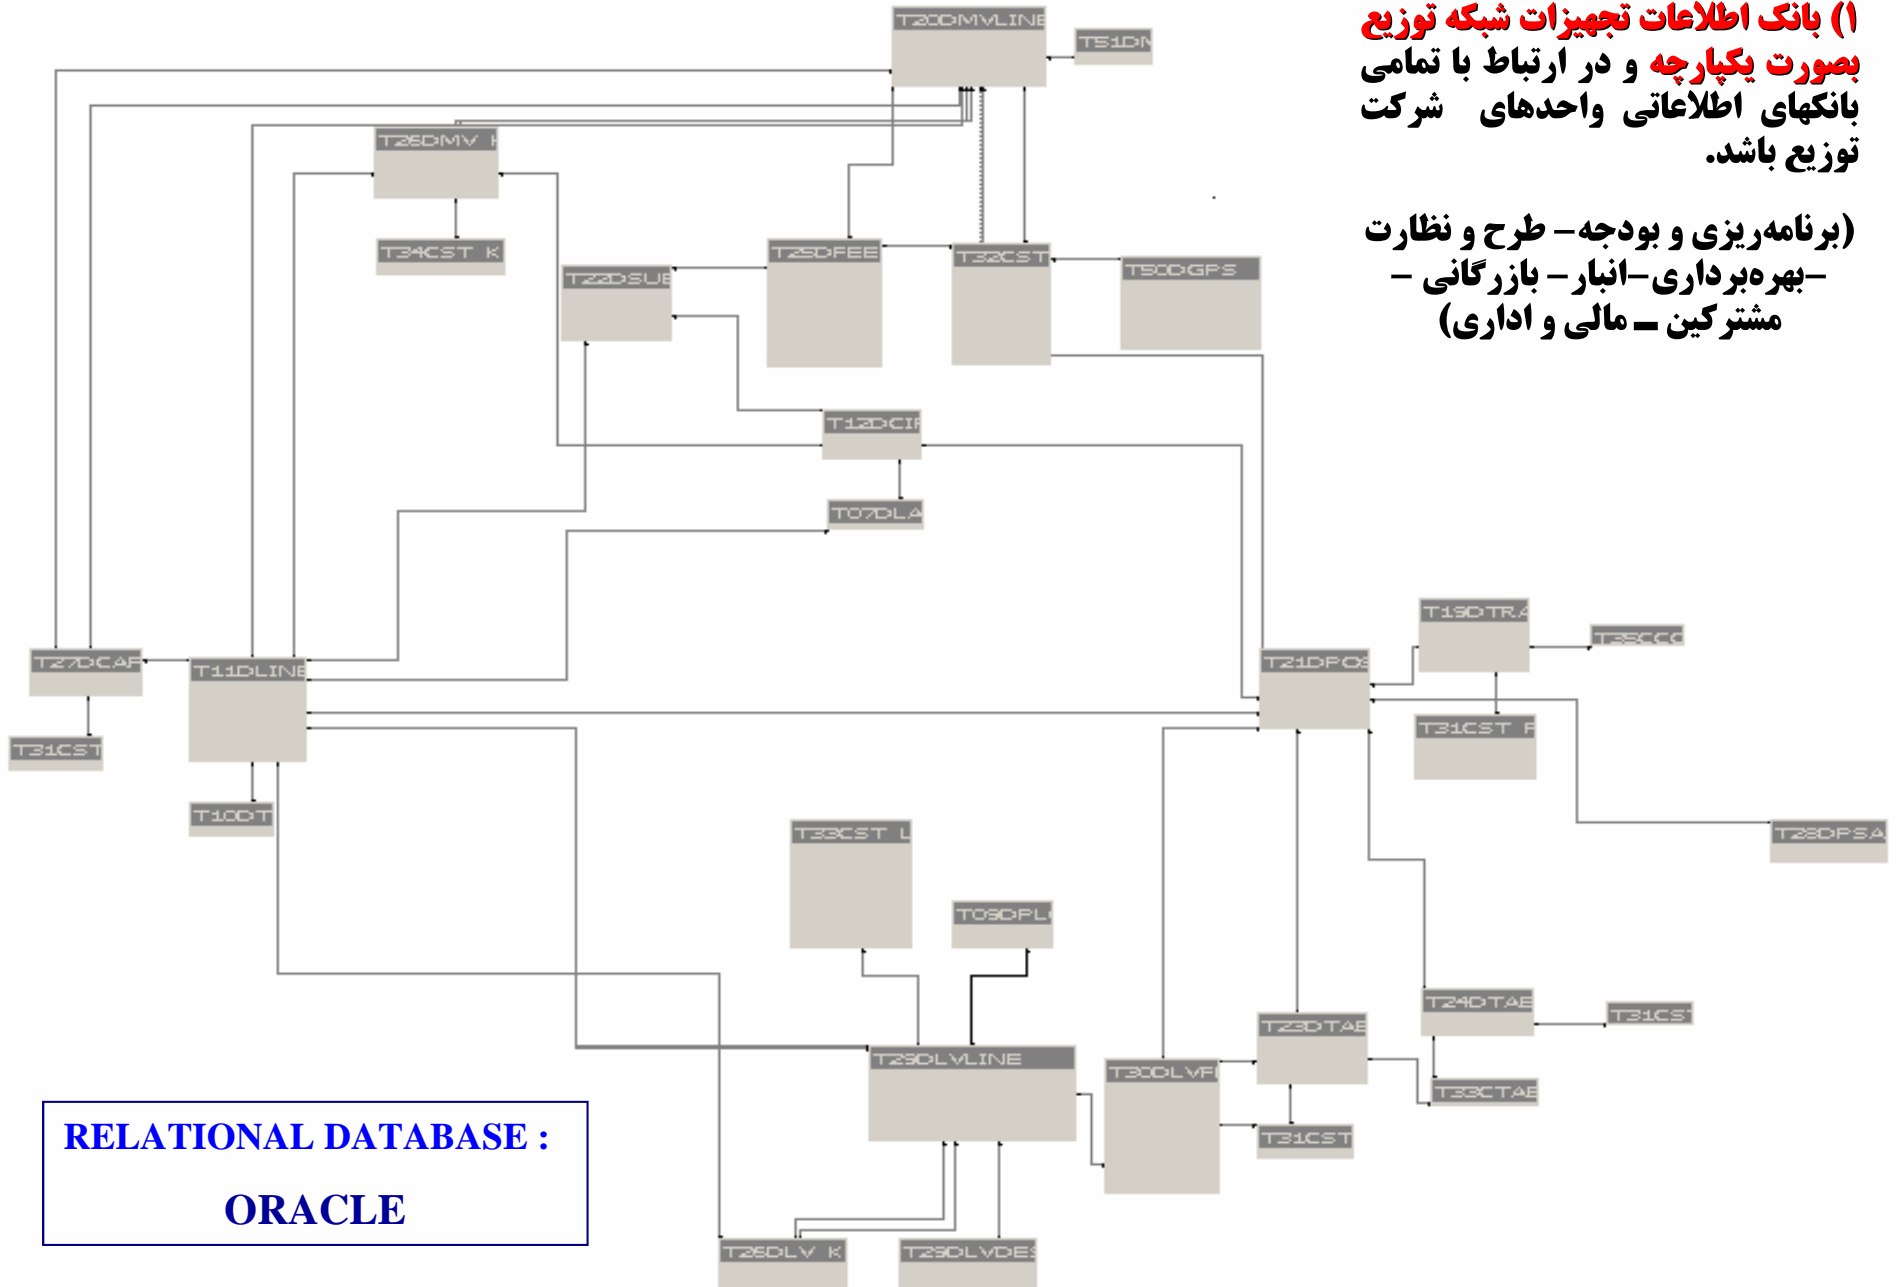 ۱) بانک اطلاعات تجهیزات شبکه توزیع
بصورت یکپارچه و در ارتباط با تمامی
بانکهای اطلاعاتی واحدهای شرکت
توزیع باشد.
(برنامه‌ریزی و بودجه – طرح و نظارت
–بهره‌برداری–انبار– بازرگانی –
مشترکین – مالی و اداری)
T20DMVLINE
T51DM
T26DMV K
T34CST K
T22DSUB
T25DFEE
T32CST
T50DGPS
T12DCIR
T07DLA
T19DTRA
T35CCC
T27DCAP
T11DLINE
T21DPOS
T31CST
T31CST P
T10DT
T28DPSA
T33CST L
T09DPLO
T24DTAB
T31CST
T23DTAB
T29DLVLINE
T30DLVF
T33CTAB
T31CST
RELATIONAL DATABASE :
ORACLE
T26DLV K
T29DLVDES